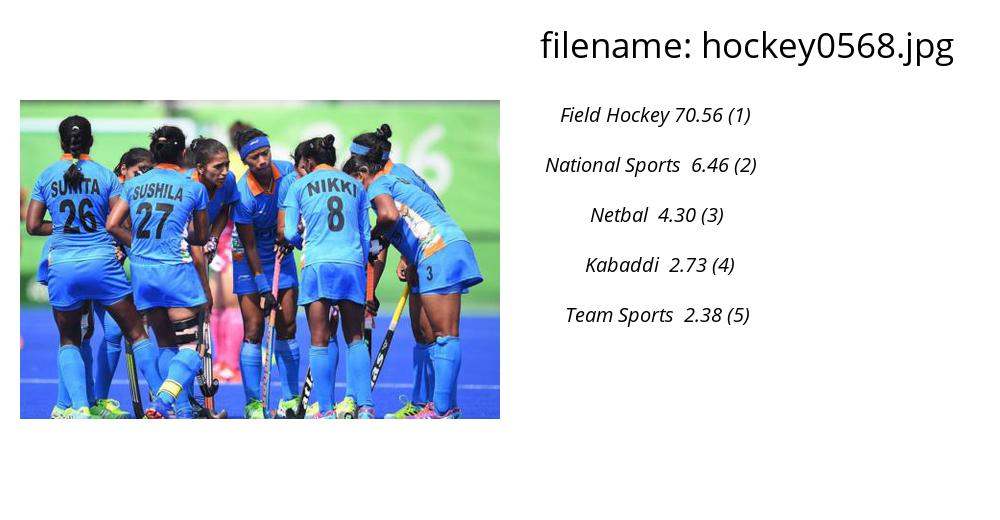 filename: hockey0568.jpg
Field Hockey 70.56 (1)
National Sports 6.46 (2)
Netbal 4.30 (3)
Kabaddi 2.73 (4)
Team Sports 2.38 (5)
SUNITA
26
SUSHILA
27
NIKKI
8
3
6